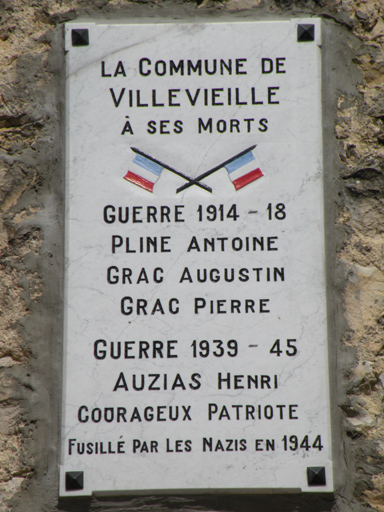 LA COMMUNE DE
VILLEVIEILLE
À SES MORTS
GUERRE 1914 - 18
PLINE ANTOINE
GRAC AUGUSTIN
GRAC PIERRE
GUERRE 1939 - 45
AUZIAS HENRI
COURAGEUX PATRIOTE
FUSILLÉ PAR LES NAZIS EN 1944